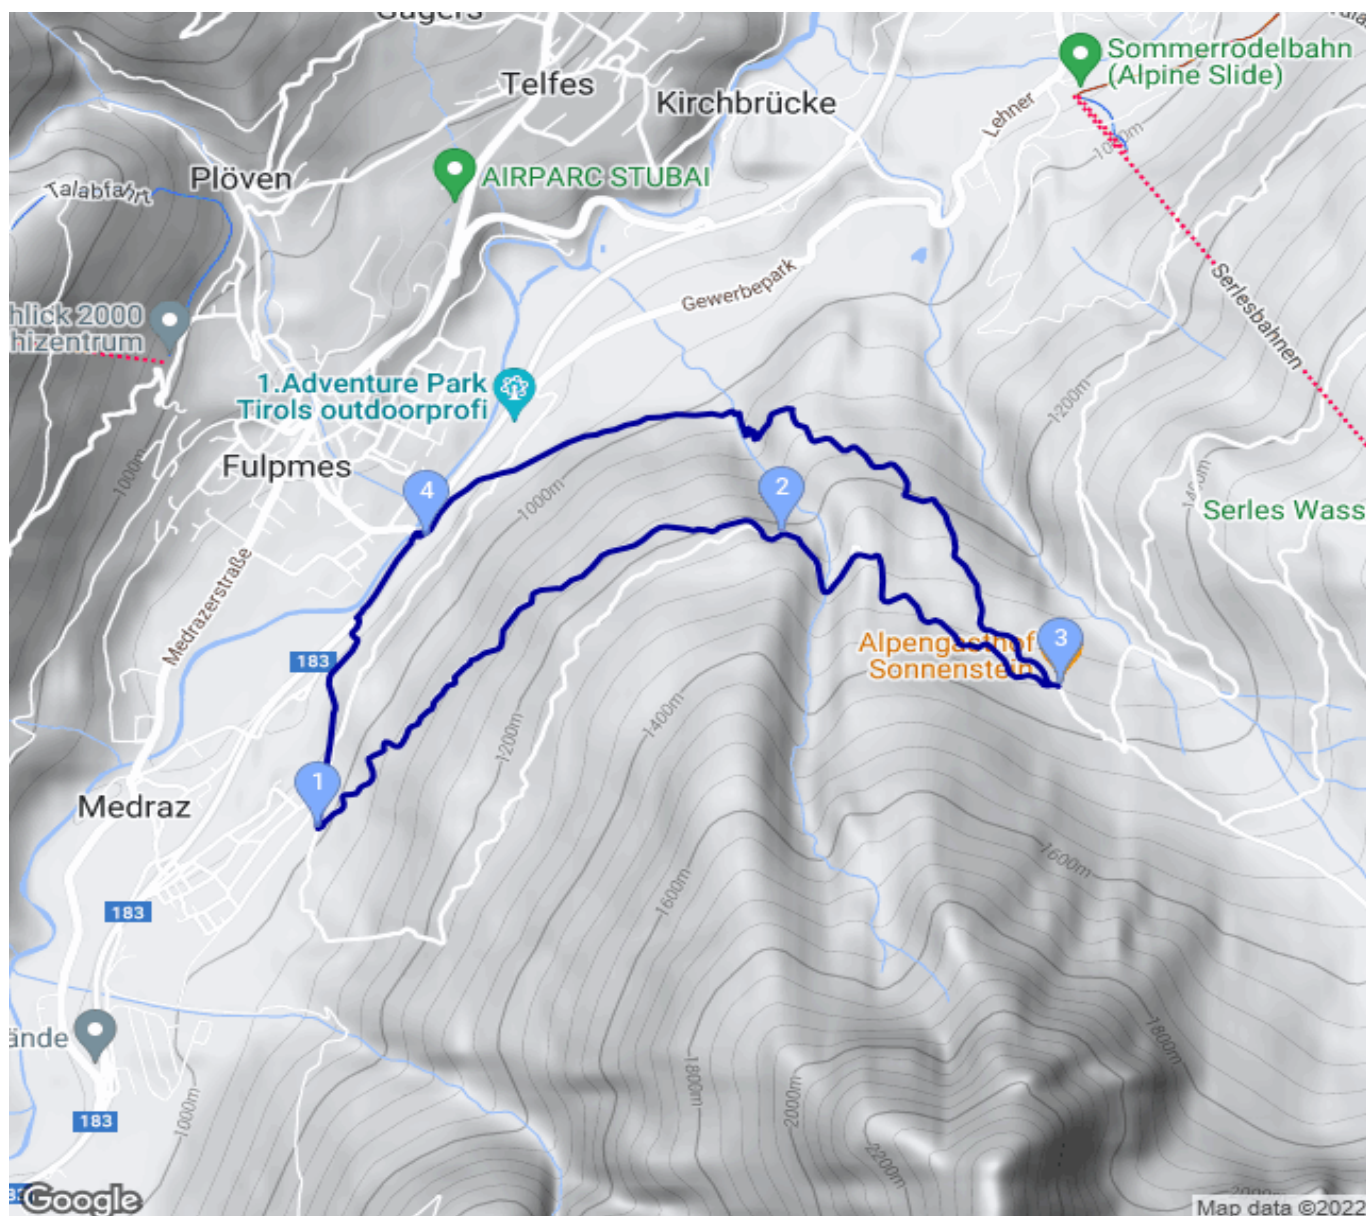 Telfes
Kirchbrücke
Sommerrodelbahn
(Alpine Slide)
Lehner
1000m
Plöven
AIRPARC STUBAI
Talabfahrt
hlick 2000
hizentrum
Gewerbepark
Serlesbahnen
1.Adventure Park
Tirols outdoorprofi
1200m
Fulpmes
1000m
1000m
4
2
Serles Wass
Medrazerstraße
183
Alpengasthof
Sonnenstein
3
1200m
1400m
1
Medraz
1600m
1600m
183
ände
1000m
183
1800m
1800m
2000m
2200m
Google
Map data ©2022